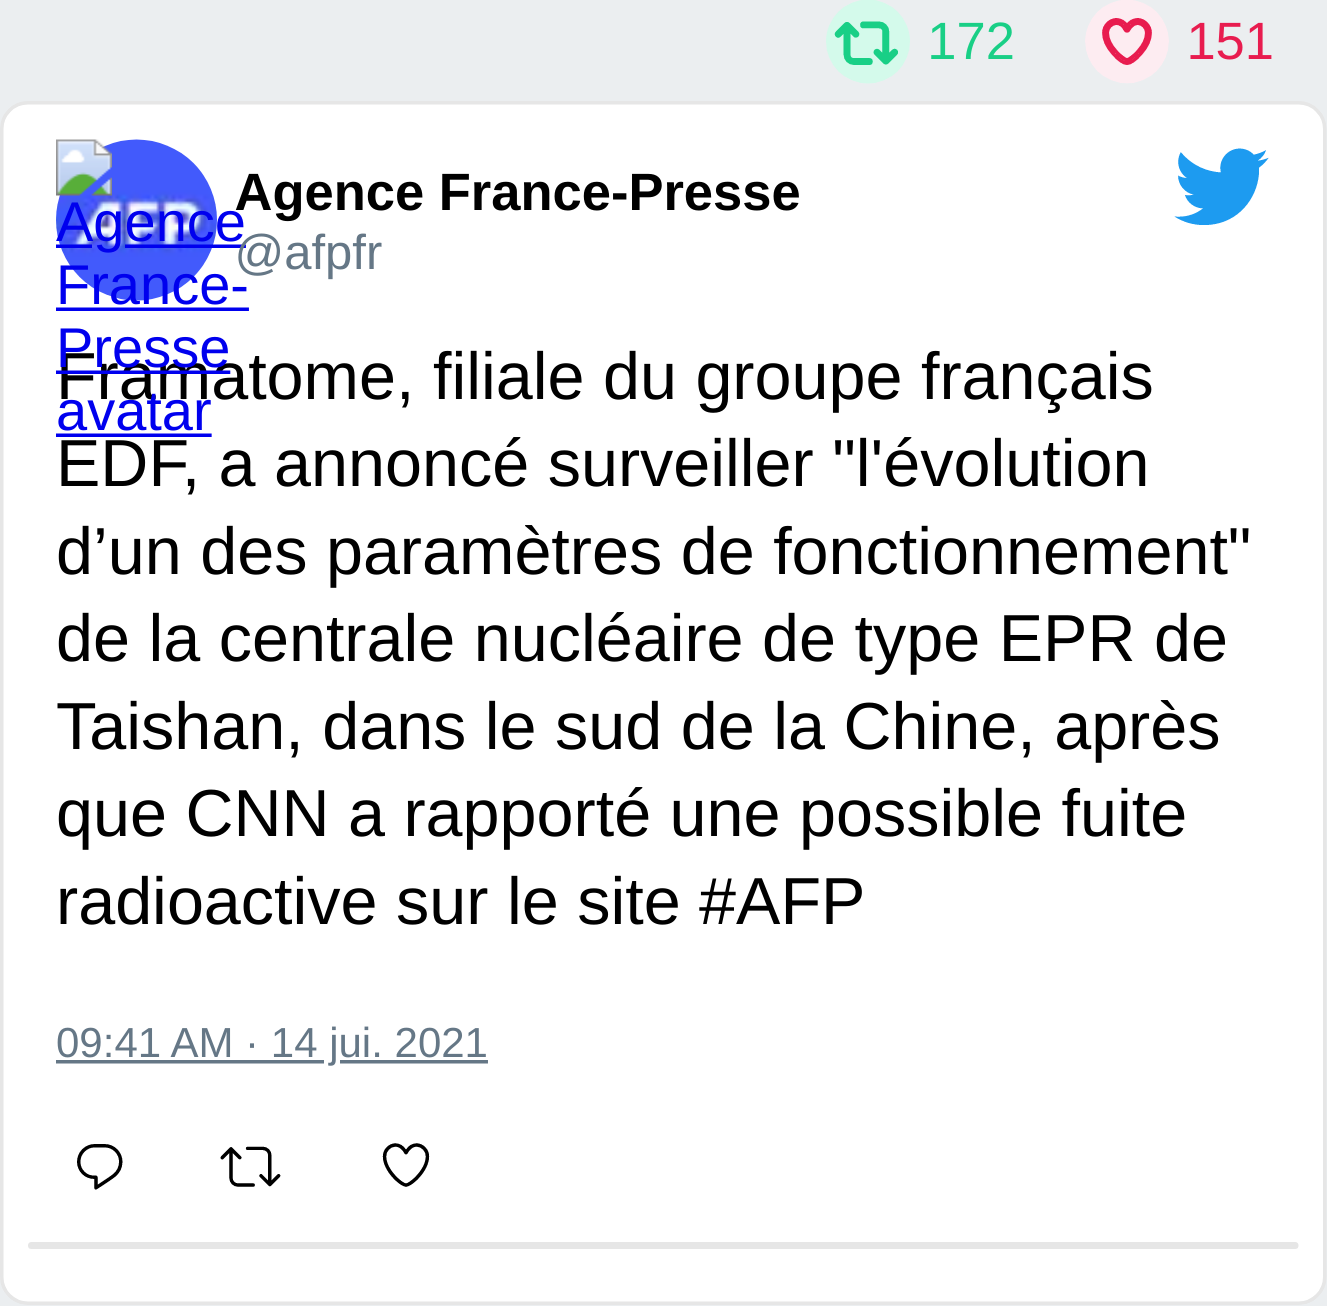 172 151
Agence France-Presse
@afpfr
AFP
Agence
France-
Presse
avatar
Framatome, filiale du groupe français
EDF, a annoncé surveiller "l'évolution
d’un des paramètres de fonctionnement"
de la centrale nucléaire de type EPR de
Taishan, dans le sud de la Chine, après
que CNN a rapporté une possible fuite
radioactive sur le site #AFP
09:41 AM · 14 jui. 2021